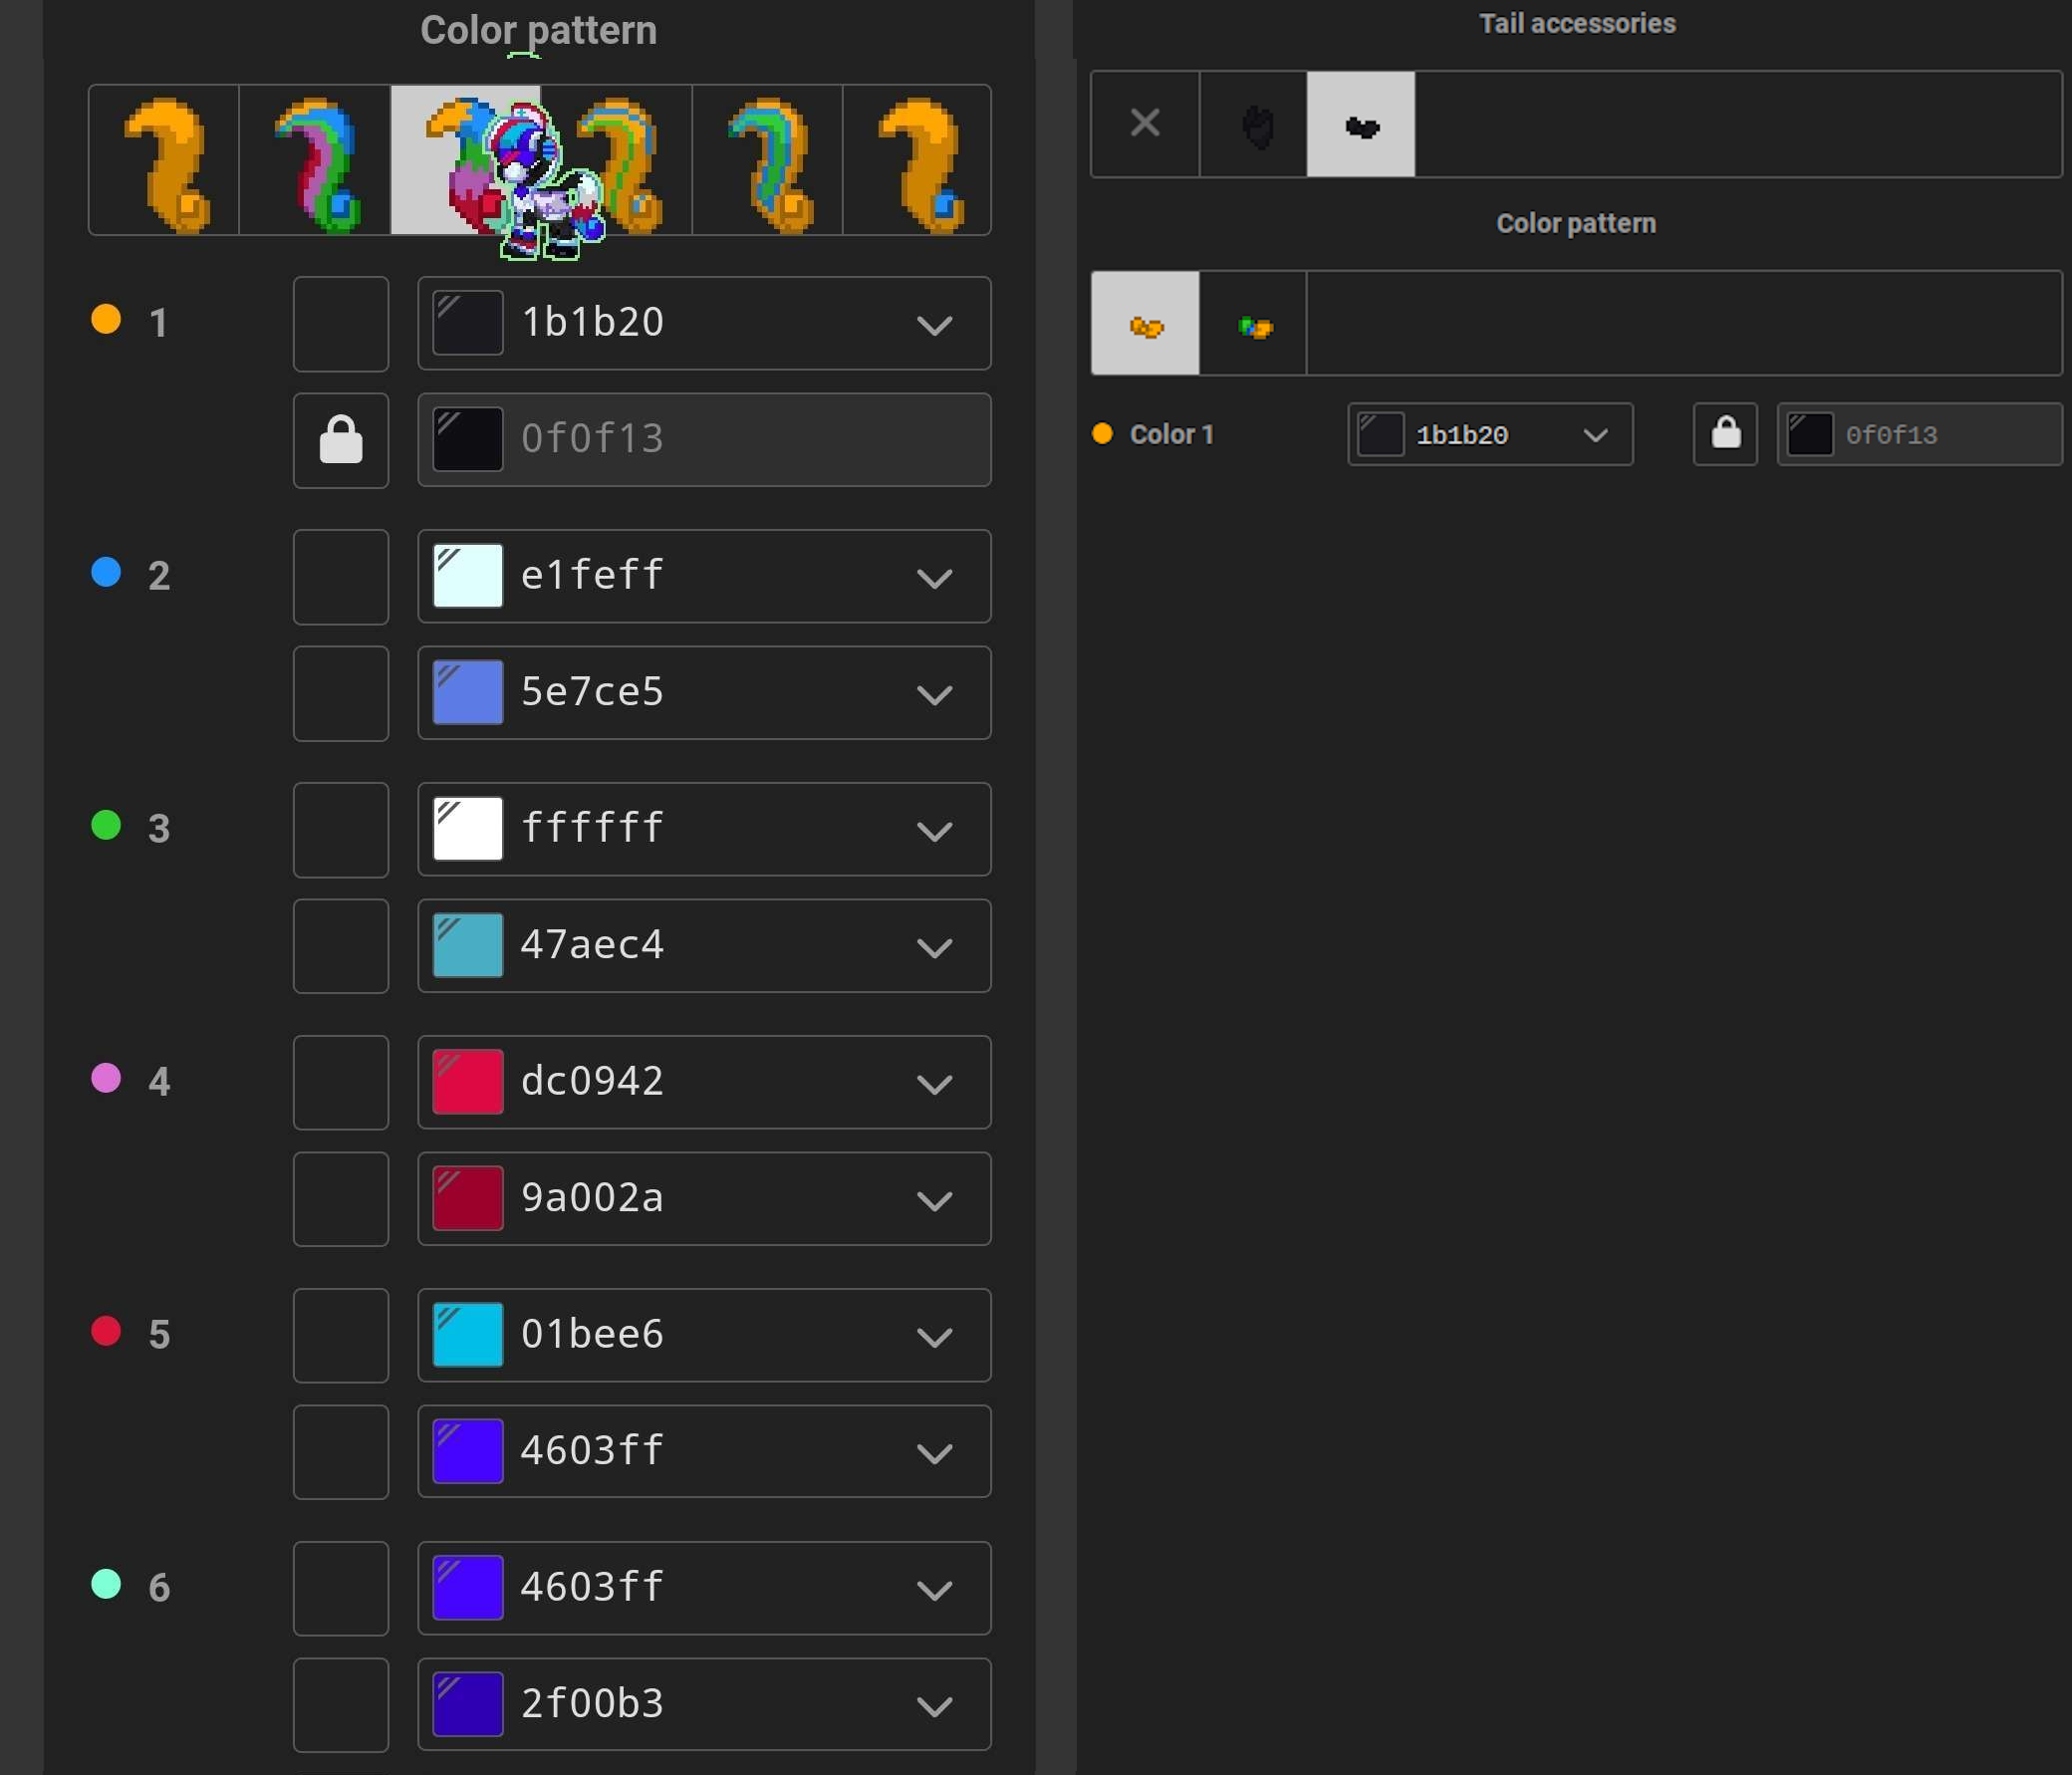 Color pattern
1 1b1b20
0f0f13
2 e1feff
5e7ce5
3 ffffff
47aec4
4 dc0942
9a002a
5 01bee6
4603ff
6 4603ff
2f00b3
Tail accessories
Color pattern
Color 1 1b1b20 0f0f13